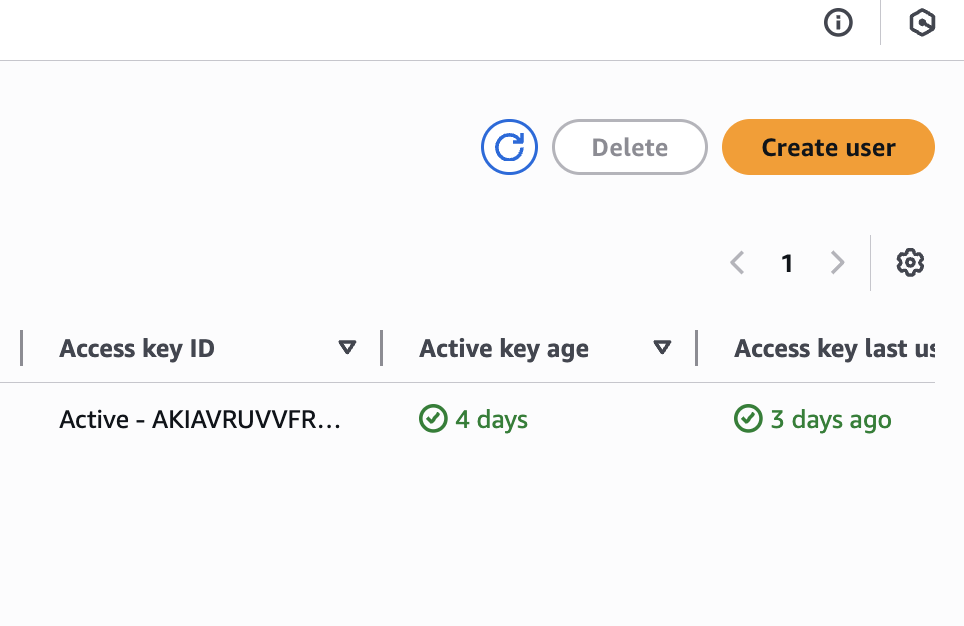 Delete
Create user
1
Access key ID
Active key age
Access key last us
Active - AKIAVRUVVFR...
4 days
3 days ago